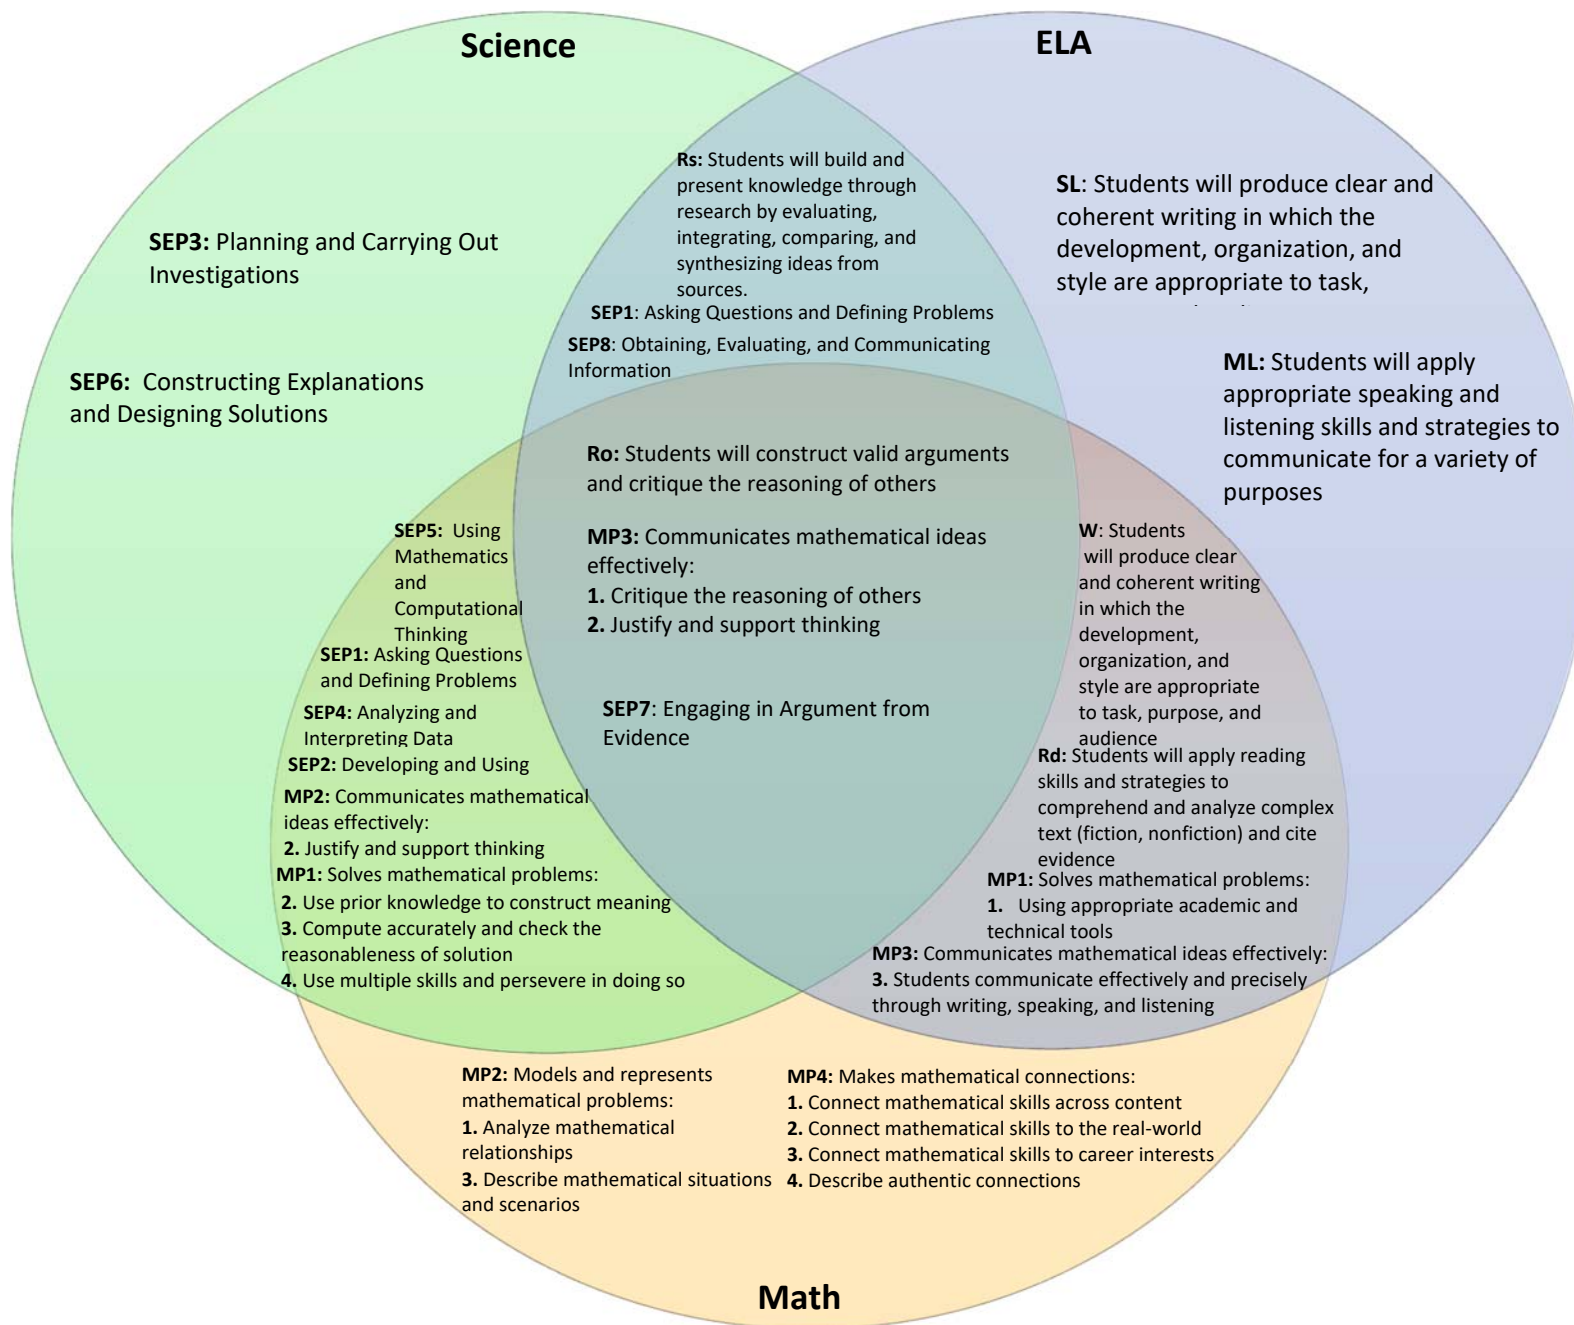 Science
ELA
Rs: Students will build and
present knowledge through
research by evaluating,
integrating, comparing, and
synthesizing ideas from
sources.
SEP1: Asking Questions and Defining Problems
SEP8: Obtaining, Evaluating, and Communicating
Information
SL: Students will produce clear and
coherent writing in which the
development, organization, and
style are appropriate to task,
SEP3: Planning and Carrying Out
Investigations
SEP6: Constructing Explanations
and Designing Solutions
ML: Students will apply
appropriate speaking and
listening skills and strategies to
communicate for a variety of
purposes
Ro: Students will construct valid arguments
and critique the reasoning of others
MP3: Communicates mathematical ideas
effectively:
1. Critique the reasoning of others
2. Justify and support thinking
SEP7: Engaging in Argument from
Evidence
SEP5: Using
Mathematics
and
Computational
Thinking
SEP1: Asking Questions
and Defining Problems
SEP4: Analyzing and
Interpreting Data
SEP2: Developing and Using
MP2: Communicates mathematical
ideas effectively:
2. Justify and support thinking
MP1: Solves mathematical problems:
2. Use prior knowledge to construct meaning
3. Compute accurately and check the
reasonableness of solution
4. Use multiple skills and persevere in doing so
W: Students
will produce clear
and coherent writing
in which the
development,
organization, and
style are appropriate
to task, purpose, and
audience
Rd: Students will apply reading
skills and strategies to
comprehend and analyze complex
text (fiction, nonfiction) and cite
evidence
MP1: Solves mathematical problems:
1. Using appropriate academic and
technical tools
MP3: Communicates mathematical ideas effectively:
3. Students communicate effectively and precisely
through writing, speaking, and listening
MP2: Models and represents
mathematical problems:
1. Analyze mathematical
relationships
3. Describe mathematical situations
and scenarios
MP4: Makes mathematical connections:
1. Connect mathematical skills across content
2. Connect mathematical skills to the real-world
3. Connect mathematical skills to career interests
4. Describe authentic connections
Math